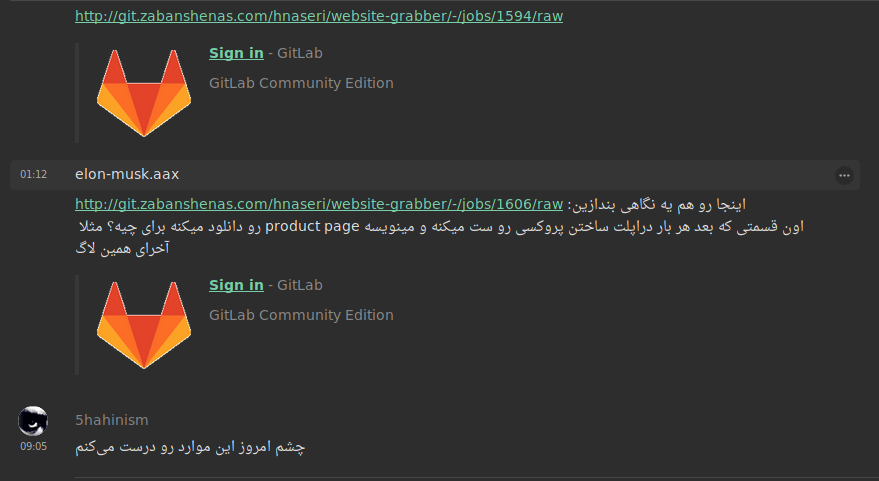 http://git.zabanshenas.com/hnaseri/website-grabber/-/jobs/1594/raw
Sign in - GitLab
GitLab Community Edition
01:12 elon-musk.aax
اینجا رو هم یه نگاهی بندازین: http://git.zabanshenas.com/hnaseri/website-grabber/-/jobs/1606/raw
اون قسمتی که بعد هر بار دراپلت ساختن پروکسی رو ست میکنه و مینویسه product page رو دانلود میکنه برای چیه؟ مثلا
آخرای همین لاگ
Sign in - GitLab
GitLab Community Edition
5hahinism
09:05 چشم امروز این موارد رو درست می‌کنم